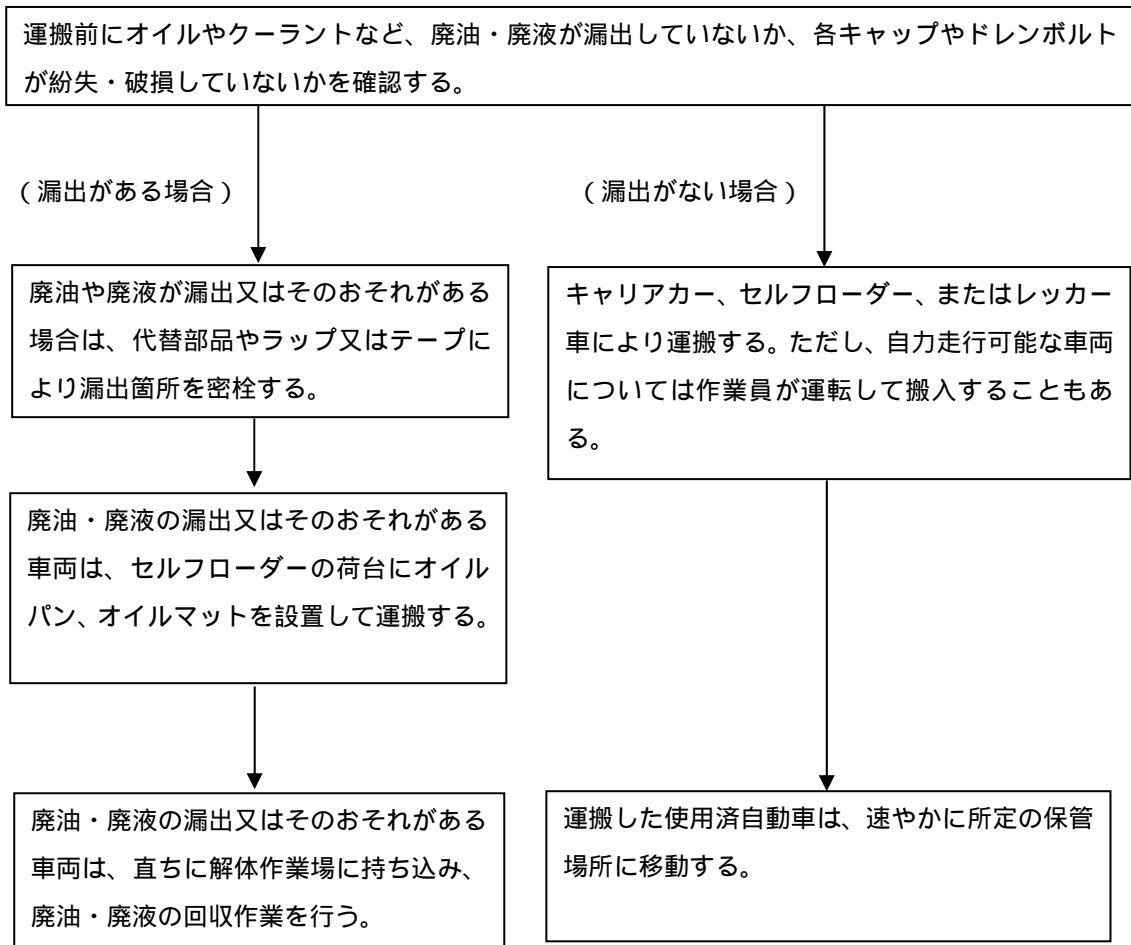 運搬前にオイルやクーラントなど、廃油・廃液が漏出していないか、各キャップやドレンボルト
が紛失・破損していないかを確認する。
（漏出がある場合）
（漏出がない場合）
廃油や廃液が漏出又はそのおそれがある
場合は、代替部品やラップ又はテープに
より漏出箇所を密栓する。
キャリアカー、セルフローダー、またはレッカー
車により運搬する。ただし、自力走行可能な車両
については作業員が運転して搬入することもあ
る。
廃油・廃液の漏出又はそのおそれがある
車両は、セルフローダーの荷台にオイル
パン、オイルマットを設置して運搬する。
廃油・廃液の漏出又はそのおそれがある
車両は、直ちに解体作業場に持ち込み、
廃油・廃液の回収作業を行う。
運搬した使用済自動車は、速やかに所定の保管
場所に移動する。